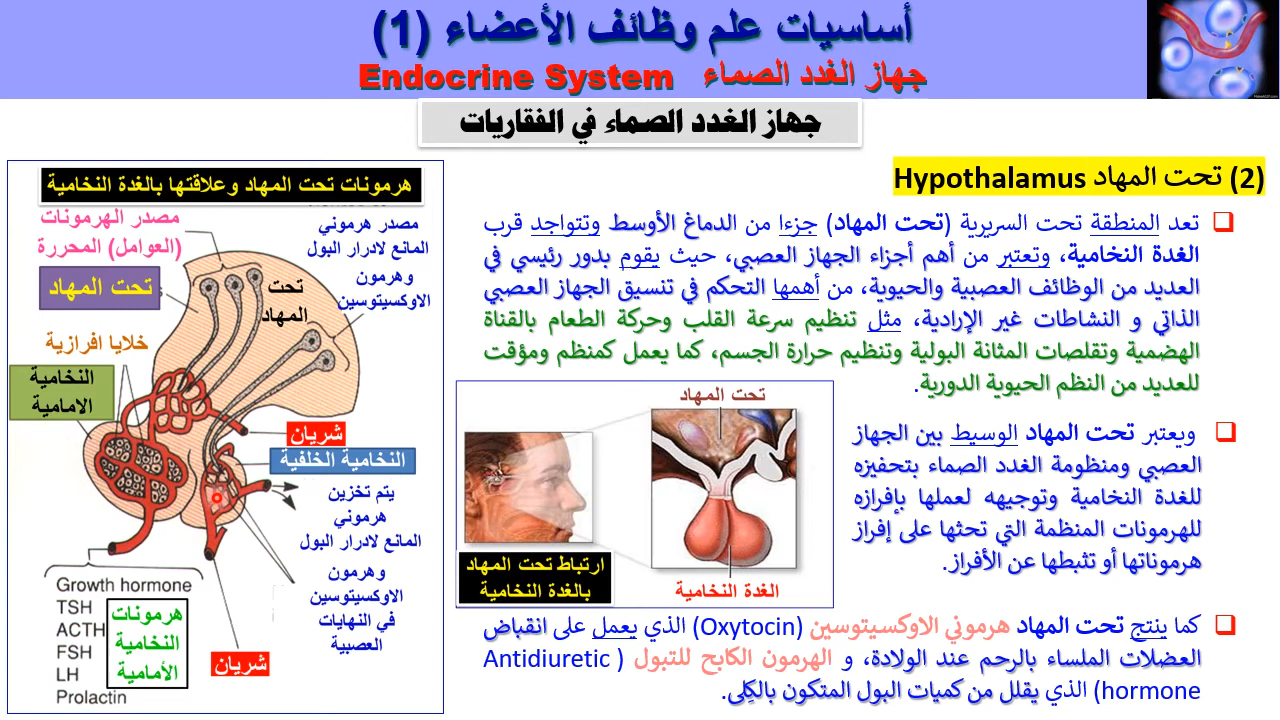 أساسيات علم وظائف الأعضاء (1)
جهاز الغدد الصماء Endocrine System
جهاز الغدد الصماء في الفقاريات
(2) تحت المهاد Hypothalamus
تعد المنطقة تحت السريرية (تحت المهاد) جزءا من الدماغ الأوسط وتتواجد قرب
الغدة النخامية، وتعتبر من أهم أجزاء الجهاز العصبي، حيث يقوم بدور رئيسي في
العديد من الوظائف العصبية والحيوية، من أهمها التحكم في تنسيق الجهاز العصبي
الذاتي و النشاطات غير الإرادية، مثل تنظيم سرعة القلب وحركة الطعام بالقناة
الهضمية وتقلصات المثانة البولية وتنظيم حرارة الجسم، كما يعمل كمنظم ومؤقت
للعديد من النظم الحيوية الدورية.
ويعتبر تحت المهاد الوسيط بين الجهاز
العصبي ومنظومة الغدد الصماء بتحفيزه
للغدة النخامية وتوجيهه لعملها بإفرازه
للهرمونات المنظمة التي تحثها على إفراز
هرموناتها أو تثبطها عن الأفراز.
كما ينتج تحت المهاد هرموني الاوكسيتوسين (Oxytocin) الذي يعمل على انقباض
العضلات الملساء بالرحم عند الولادة، و الهرمون الكابح للتبول ( Antidiuretic
hormone) الذي يقلل من كميات البول المتكون بالكِلى.
تحت المهاد
ارتباط تحت المهاد
بالغدة النخامية
الغدة النخامية
هرمونات تحت المهاد وعلاقتها بالغدة النخامية
مصدر الهرمونات
(العوامل) المحررة
مصدر هرموني
المانع لادرار البول
وهرمون
الاوكسيتوسين
تحت المهاد
تحت
المهاد
خلايا افرازية
النخامية
الامامية
شريان
النخامية الخلفية
يتم تخزين
هرموني
المانع لادرار البول
وهرمون
الاوكسيتوسين
في النهايات
العصبية
شريان
Growth hormone
TSH
ACTH
FSH
LH
Prolactin
هرمونات
النخامية
الأمامية